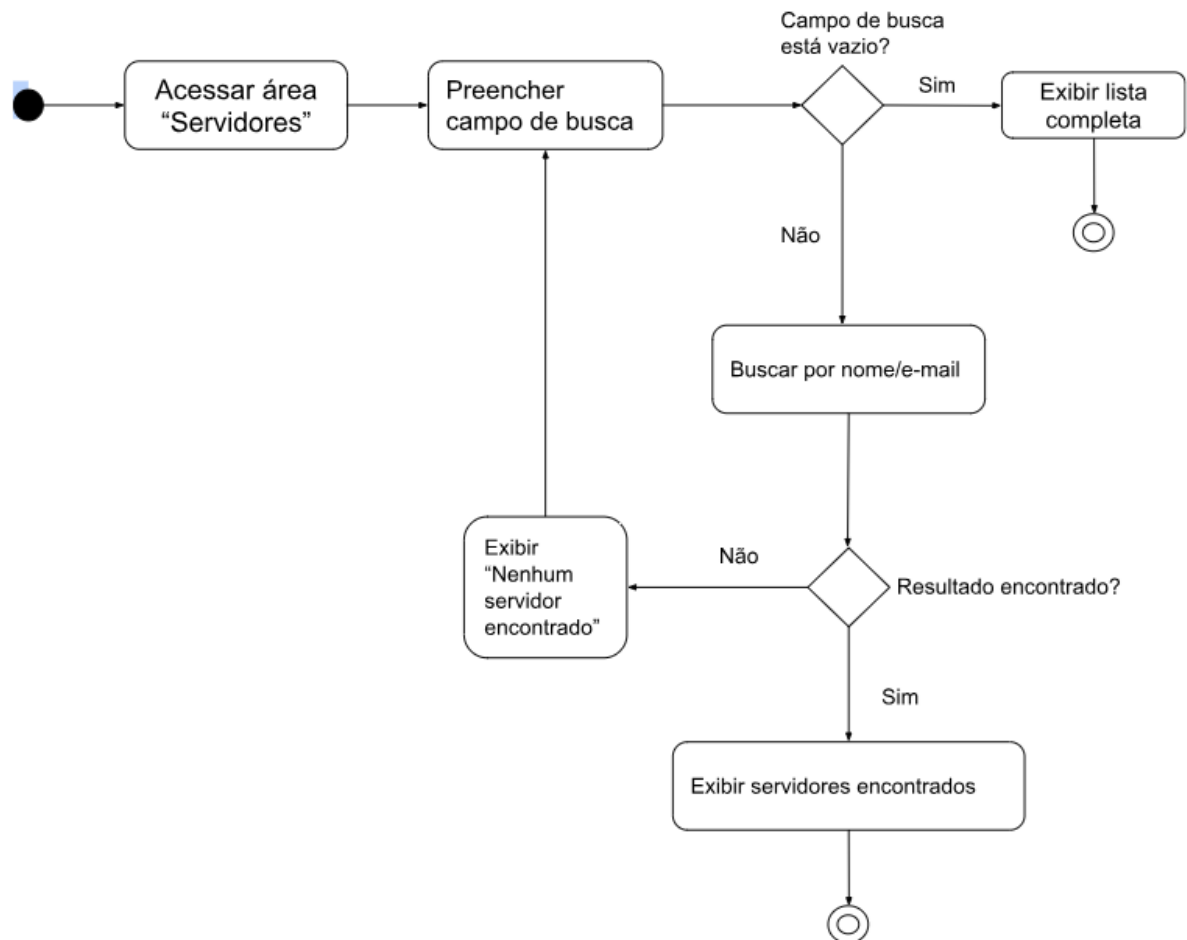 Campo de busca
está vazio?
Acessar área
“Servidores”
Preencher
campo de busca
Sim
Exibir lista
completa
Não
Buscar por nome/e-mail
Exibir
“Nenhum
servidor
encontrado”
Não
Resultado encontrado?
Sim
Exibir servidores encontrados